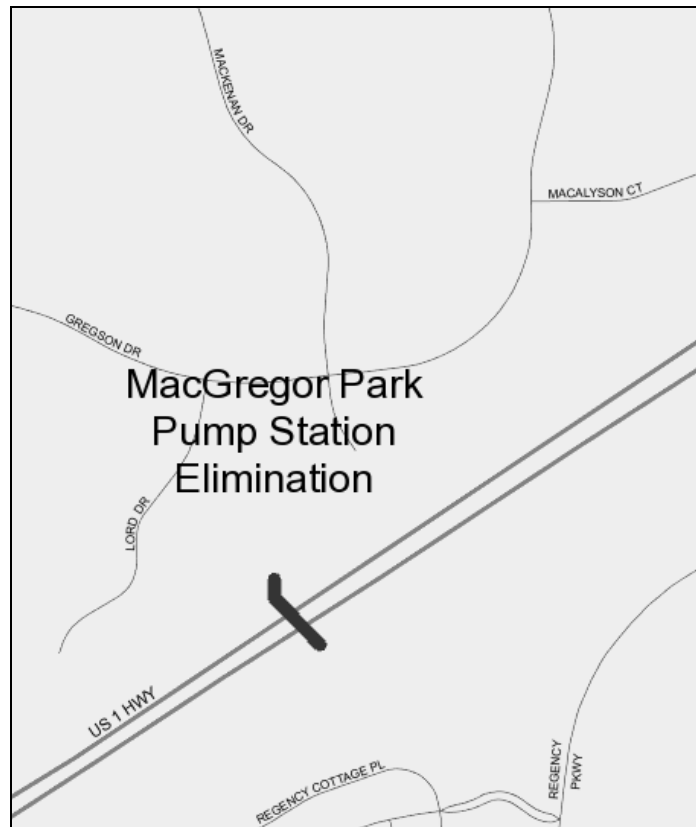 MACKENAN DR
MACALYSON CT
GREGSON DR
MacGregor Park
Pump Station
Elimination
LORD DR
US 1 HWY
REGENCY
PKWY
REGENCY COTTAGE PL